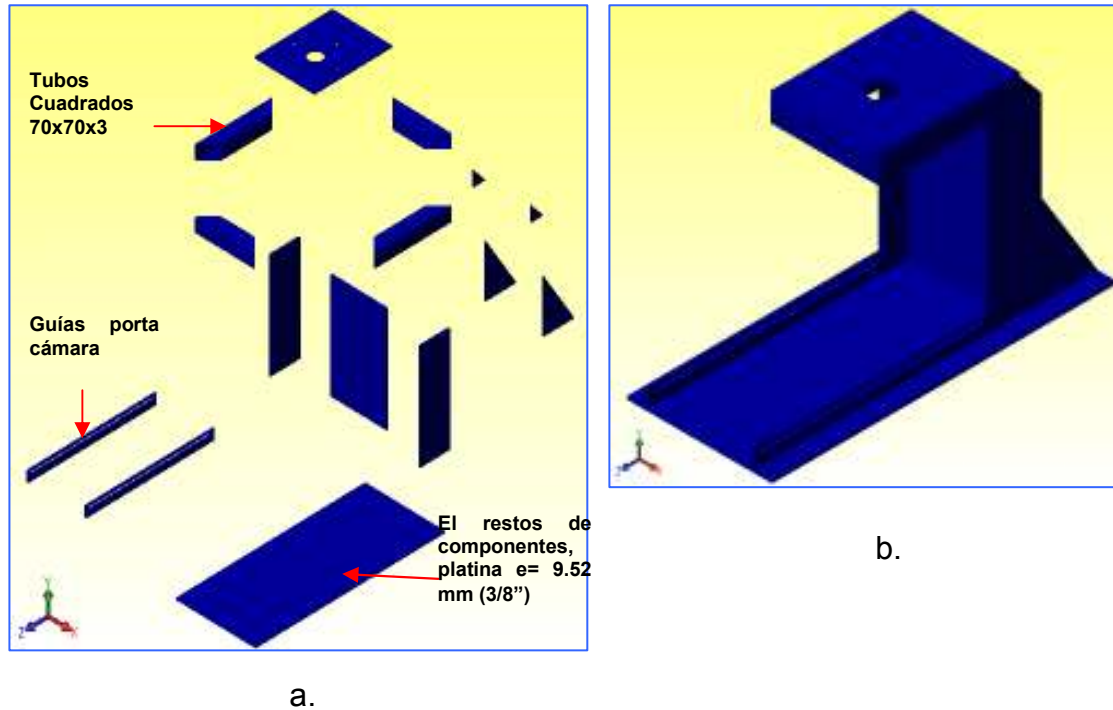 Tubos
Cuadrados
70x70x3
Guías porta
cámara
El restos de
componentes,
platina e= 9.52
mm (3/8”)
Y
Z
X
Y
Z
X
b.
a.